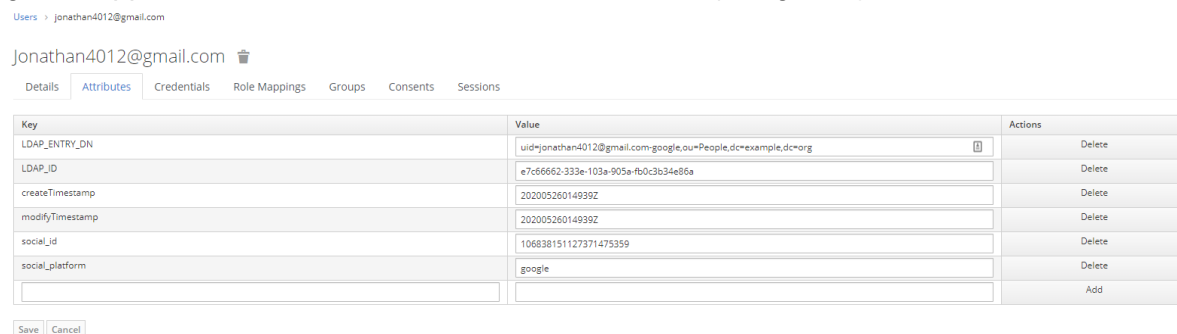 Users > jonathan4012@gmail.com
Jonathan4012@gmail.com
Details Attributes Credentials Role Mappings Groups Consents Sessions
Key Value Actions
LDAP_ENTRY_DN uid=jonathan4012@gmail.com-google,ou=People,dc=example,dc=org Delete
LDAP_ID e7c66662-333e-103a-905a-fb0c3b34e86a Delete
createTimestamp 20200526014939Z Delete
modifyTimestamp 20200526014939Z Delete
social_id 106838151127371475359 Delete
social_platform google Delete
Add
Save Cancel